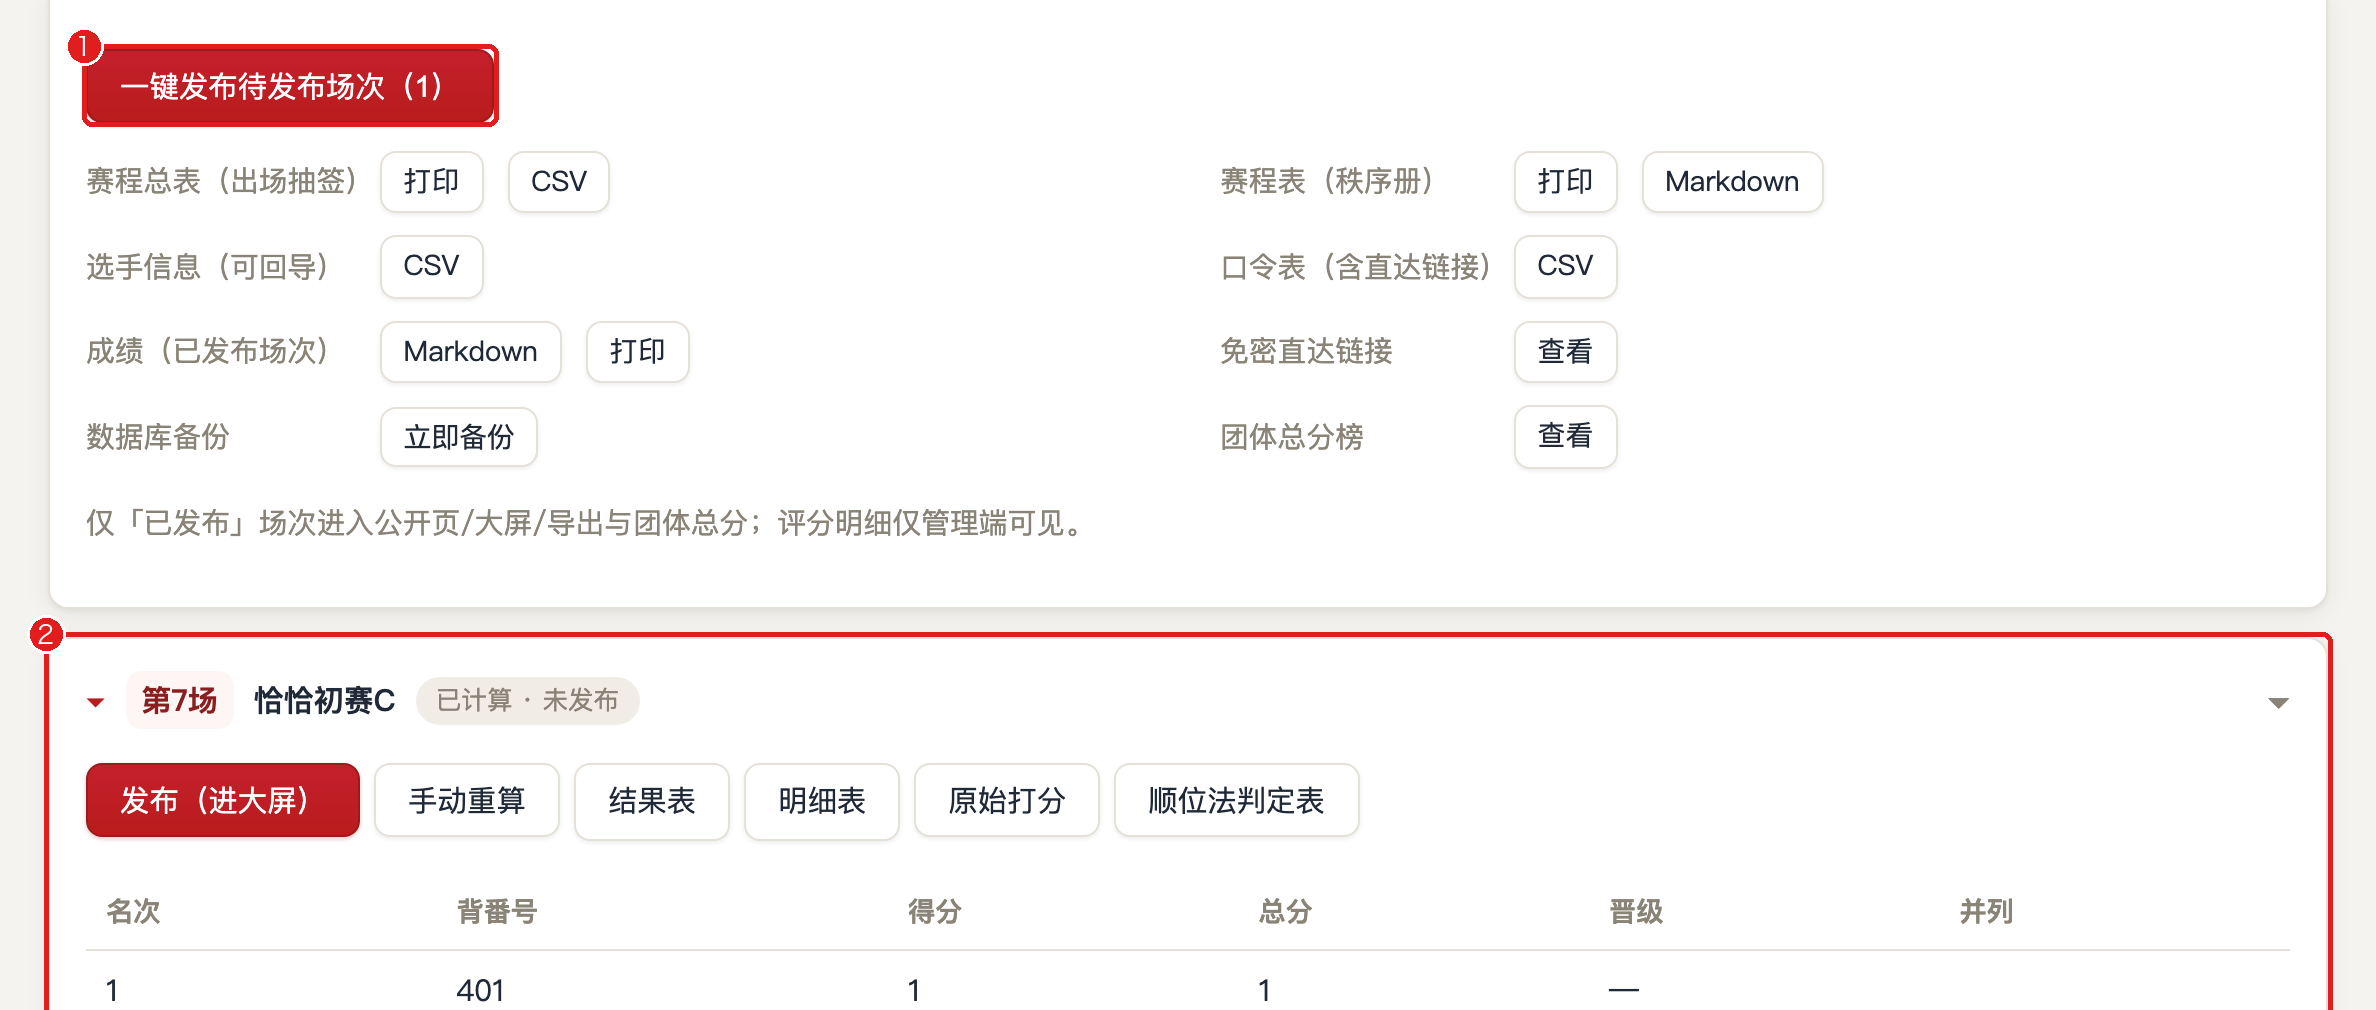 1
一键发布待发布场次（1）
赛程总表（出场抽签） 打印 CSV 赛程表（秩序册） 打印 Markdown
选手信息（可回导） CSV 口令表（含直达链接） CSV
成绩（已发布场次） Markdown 打印 免密直达链接 查看
数据库备份 立即备份 团体总分榜 查看
仅「已发布」场次进入公开页/大屏/导出与团体总分；评分明细仅管理端可见。
2
第7场 恰恰初赛C 已计算 · 未发布
发布（进大屏） 手动重算 结果表 明细表 原始打分 顺位法判定表
名次 背番号 得分 总分 晋级 并列
1 401 1 1 —